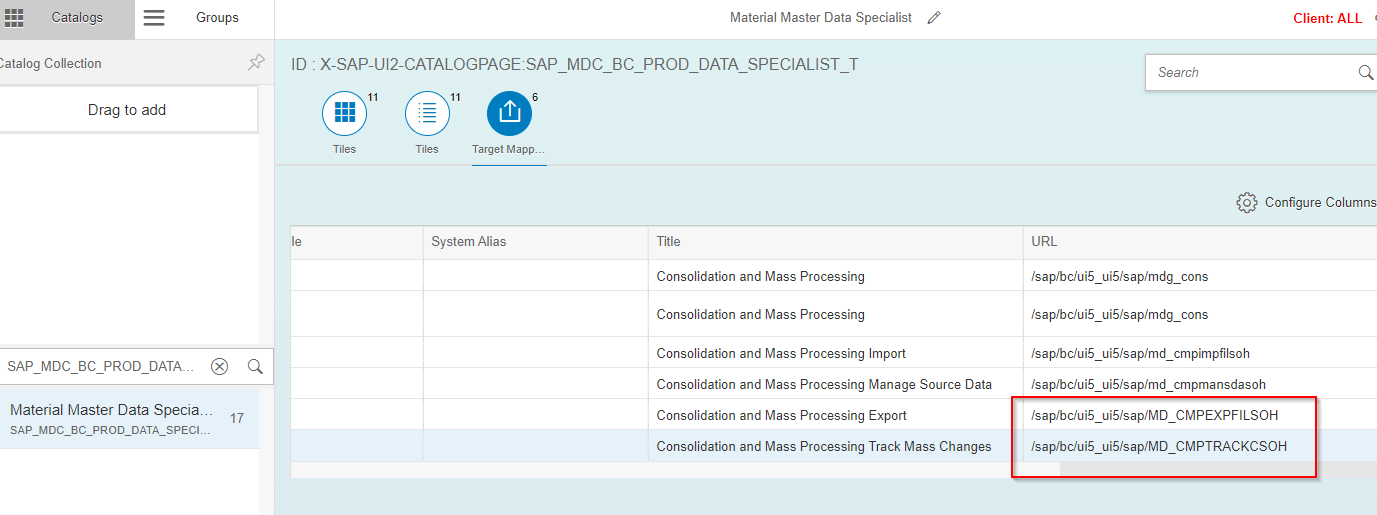 Catalogs
Groups
Material Master Data Specialist
Client: ALL
Catalog Collection
Drag to add
ID : X-SAP-UI2-CATALOGPAGE:SAP_MDC_BC_PROD_DATA_SPECIALIST_T
Search
11
11
6
Tiles
Tiles
Target Mapp...
Configure Columns
le
System Alias
Title
URL
Consolidation and Mass Processing
/sap/bc/ui5_ui5/sap/mdg_cons
Consolidation and Mass Processing
/sap/bc/ui5_ui5/sap/mdg_cons
Consolidation and Mass Processing Import
/sap/bc/ui5_ui5/sap/md_cmpimpfilsoh
Consolidation and Mass Processing Manage Source Data
/sap/bc/ui5_ui5/sap/md_cmpmansdasoh
Consolidation and Mass Processing Export
/sap/bc/ui5_ui5/sap/MD_CMPEXPFILSOH
Consolidation and Mass Processing Track Mass Changes
/sap/bc/ui5_ui5/sap/MD_CMPTRACKCSOH
SAP_MDC_BC_PROD_DATA...
Material Master Data Specia...
17
SAP_MDC_BC_PROD_DATA_SPECI...